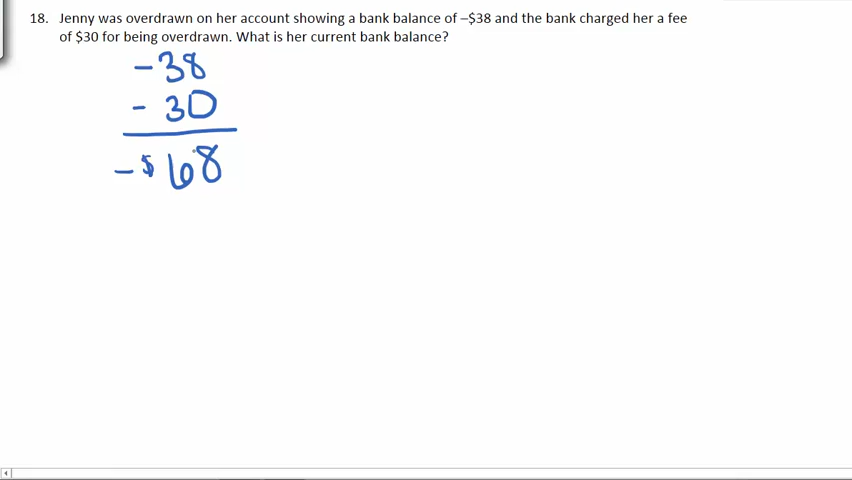 18. Jenny was overdrawn on her account showing a bank balance of –$38 and the bank charged her a fee
of $30 for being overdrawn. What is her current bank balance?
-38
- 30
-$68